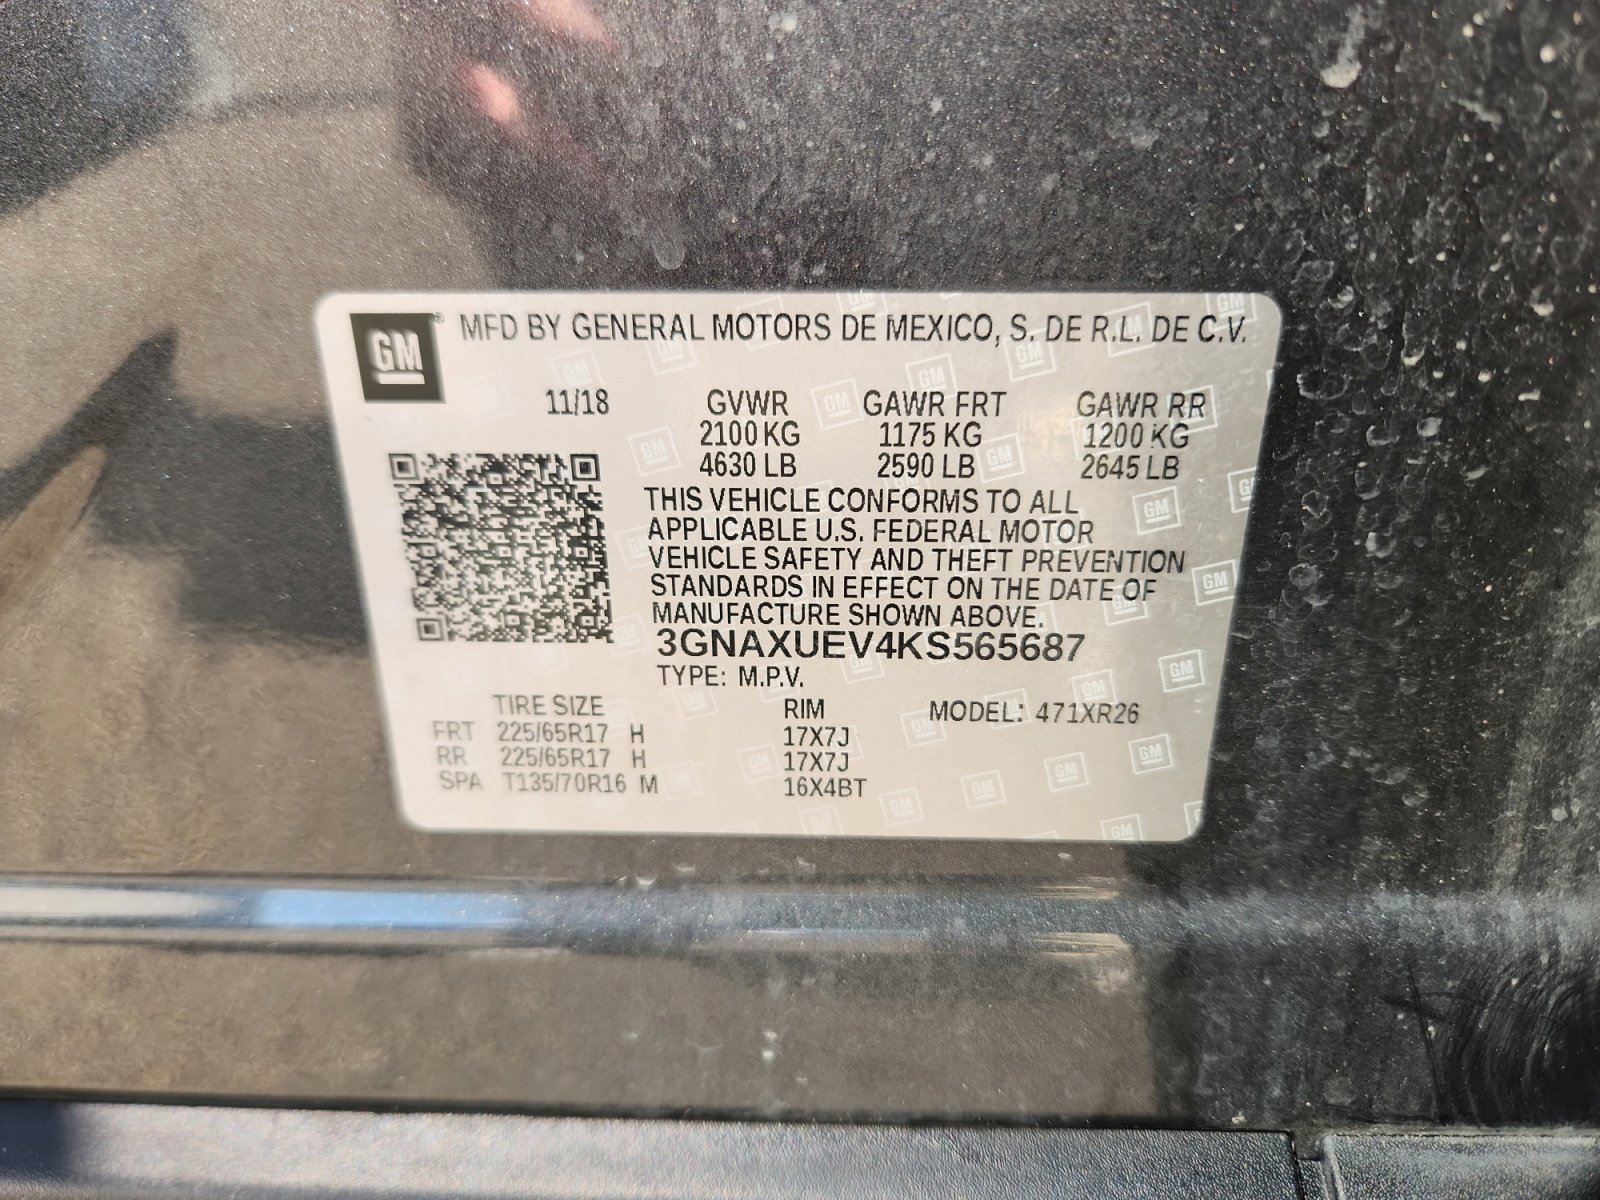 GM® MFD BY GENERAL MOTORS DE MEXICO, S. DE R.L. DE C.V.
11/18 GVWR GAWR FRT GAWR RR
2100 KG 1175 KG 1200 KG
4630 LB 2590 LB 2645 LB
THIS VEHICLE CONFORMS TO ALL
APPLICABLE U.S. FEDERAL MOTOR
VEHICLE SAFETY AND THEFT PREVENTION
STANDARDS IN EFFECT ON THE DATE OF
MANUFACTURE SHOWN ABOVE.
3GNAXUEV4KS565687
TYPE: M.P.V.
TIRE SIZE RIM MODEL: 471XR26
FRT 225/65R17 H 17X7J
RR 225/65R17 H 17X7J
SPA T135/70R16 M 16X4BT